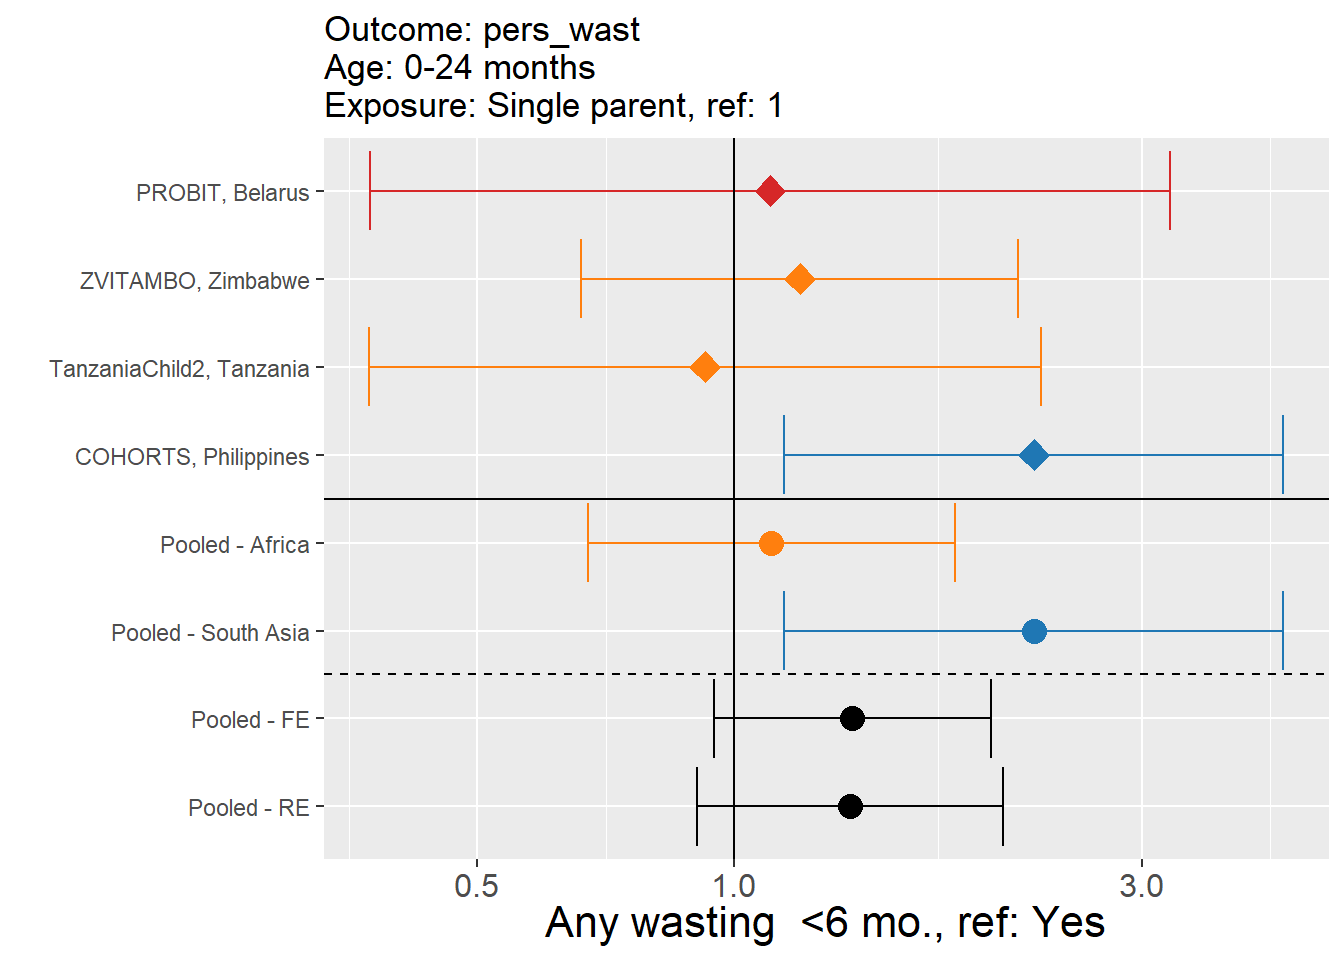 Outcome: pers_wast
Age: 0-24 months
Exposure: Single parent, ref: 1
PROBIT, Belarus
ZVITAMBO, Zimbabwe
TanzaniaChild2, Tanzania
COHORTS, Philippines
Pooled - Africa
Pooled - South Asia
Pooled - FE
Pooled - RE
0.5 1.0 3.0
Any wasting  <6 mo., ref: Yes